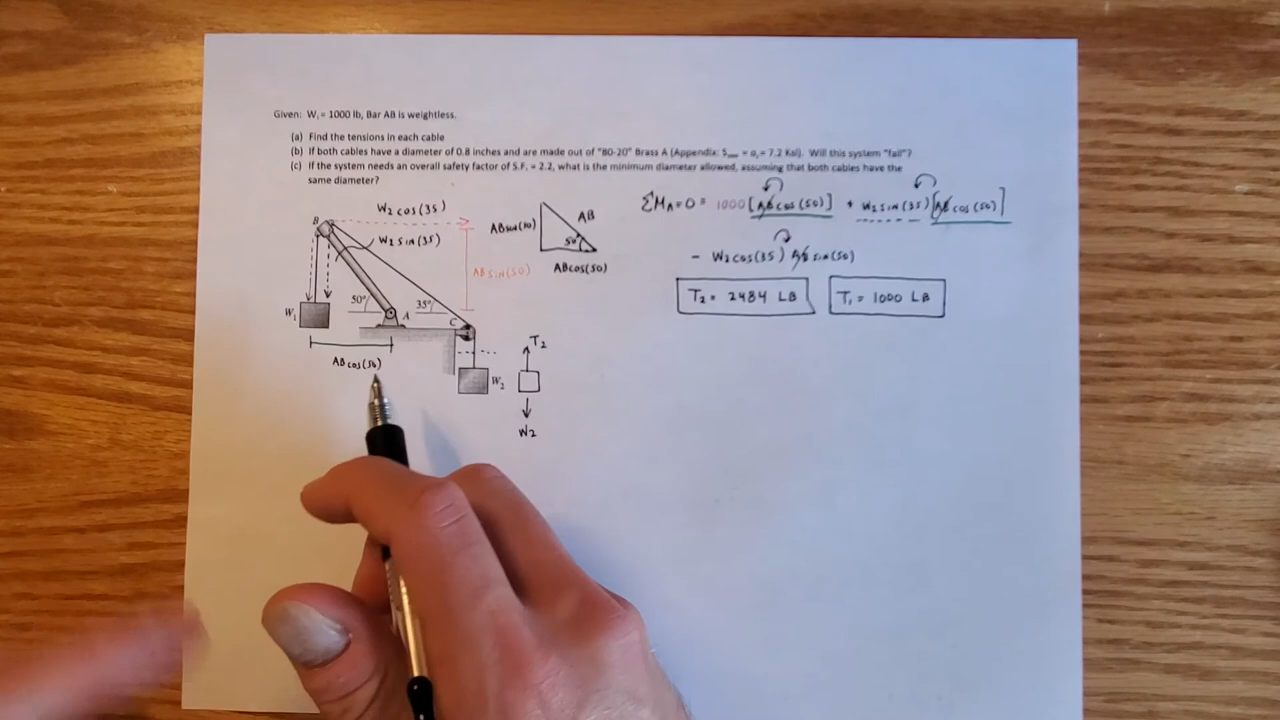 Given: W₁ = 1000 lb, Bar AB is weightless.
(a) Find the tensions in each cable
(b) If both cables have a diameter of 0.8 inches and are made out of "80-20" Brass A (Appendix: S = σ = 7.2 Ksi). Will this system "fail"?
(c) If the system needs an overall safety factor of S.F. = 2.2, what is the minimum diameter allowed, assuming that both cables have the
same diameter?
ΣM_A=0 = 1000[AB cos(50)] + W2 sin(35)[AB cos(50)]
- W2 cos(35) AB sin(50)
T2 = 2484 LB
T1 = 1000 LB
W2 cos(35)
B
W2 sin(35)
AB sin(50)
AB
50°
AB cos(50)
AB sin(50)
50°
A
35°
C
W₁
AB cos(50)
W₂
T2
W2